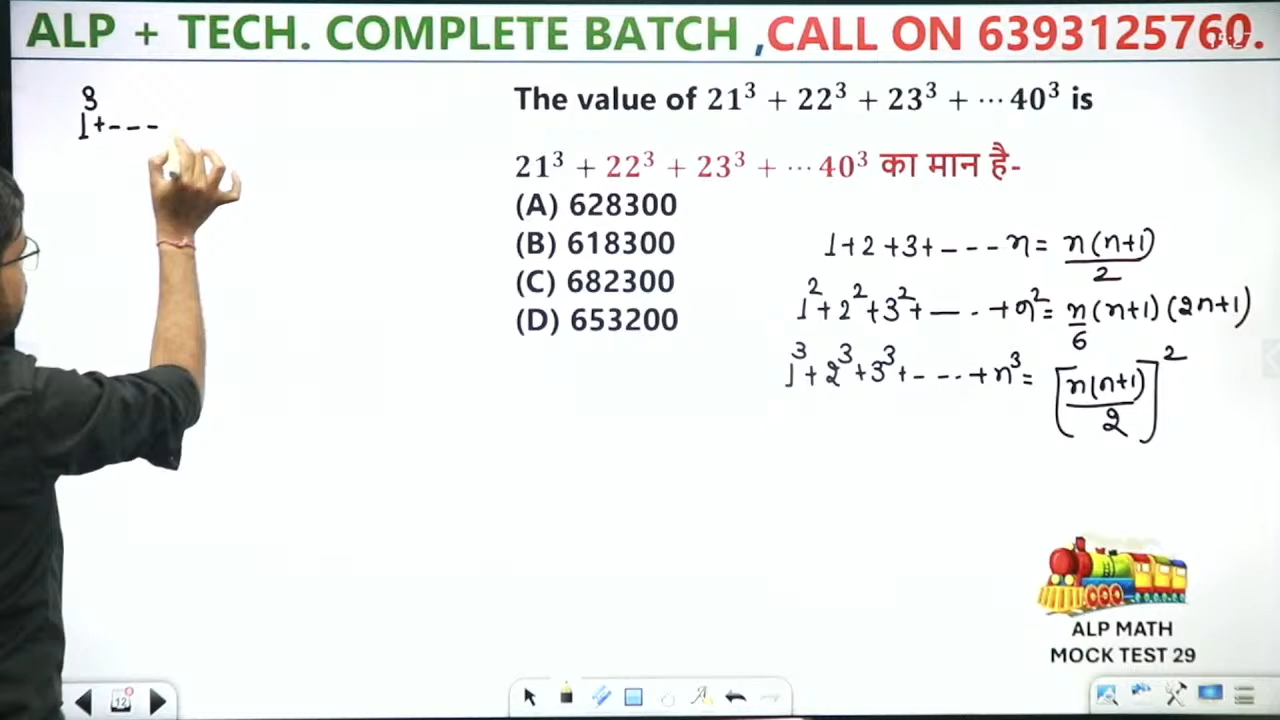 ALP + TECH. COMPLETE BATCH ,CALL ON 6393125760.
The value of 21³ + 22³ + 23³ + ⋯ 40³ is
21³ + 22³ + 23³ + ⋯ 40³ का मान है-
(A) 628300
(B) 618300
(C) 682300
(D) 653200
1³+---
1+2+3+---n = n(n+1)/2
1²+2²+3²+--.+n² = n/6 (n+1)(2n+1)
1³+2³+3³+---+n³ = [n(n+1)/2]²
ALP MATH
MOCK TEST 29
12